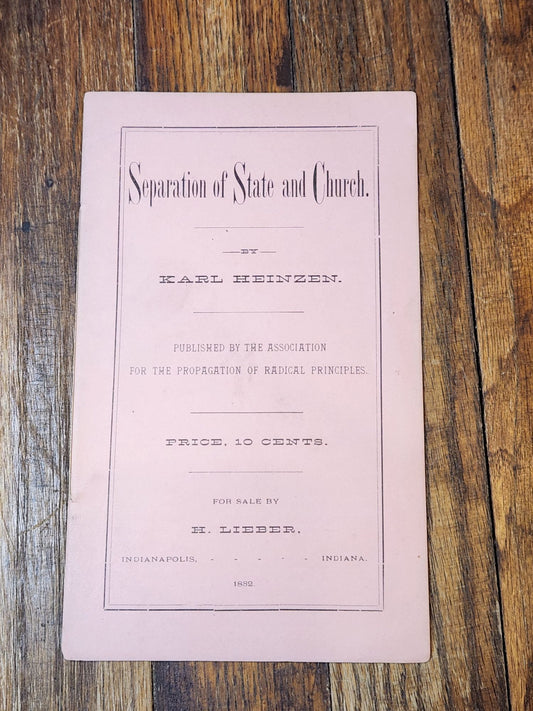 Separation of State and Church.
—BY—
KARL HEINZEN.
PUBLISHED BY THE ASSOCIATION
FOR THE PROPAGATION OF RADICAL PRINCIPLES.
PRICE, 10 CENTS.
FOR SALE BY
H. LIEBER,
INDIANAPOLIS, - - - - - INDIANA.
1882.